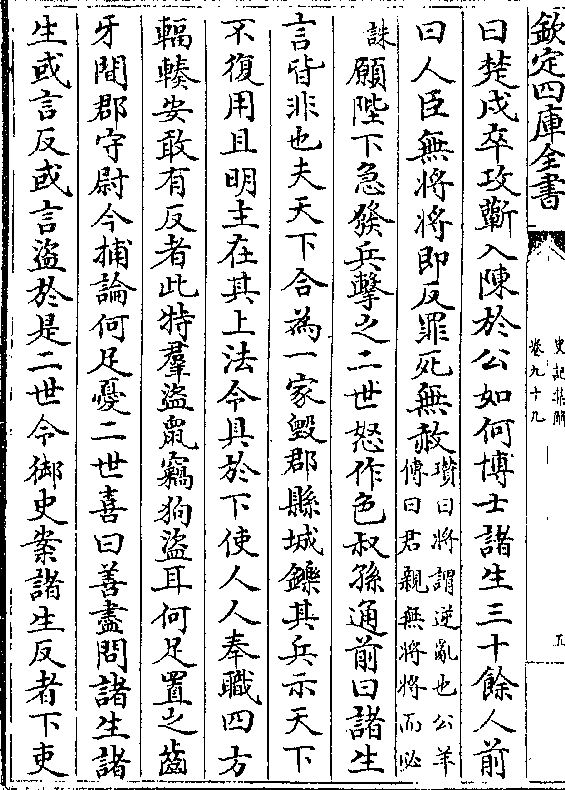 欽定四庫全書
史記集解
卷九十九
五
曰楚戍卒攻蘄入陳於公如何博士諸生三十餘人前
曰人臣無將將即反罪死無赦瓚曰將謂逆亂也公羊傳曰君親無將將而必
誅願陛下急發兵擊之二世怒作色叔孫通前曰諸生
言皆非也夫天下合為一家毀郡縣城鑠其兵示天下
不復用且明主在其上法令具於下使人人奉職四方
輻輳安敢有反者此特羣盗鼠竊狗盗耳何足置之齒
牙間郡守尉今捕論何足憂二世喜曰善盡問諸生諸
生或言反或言盗於是二世令御史案諸生反者下吏